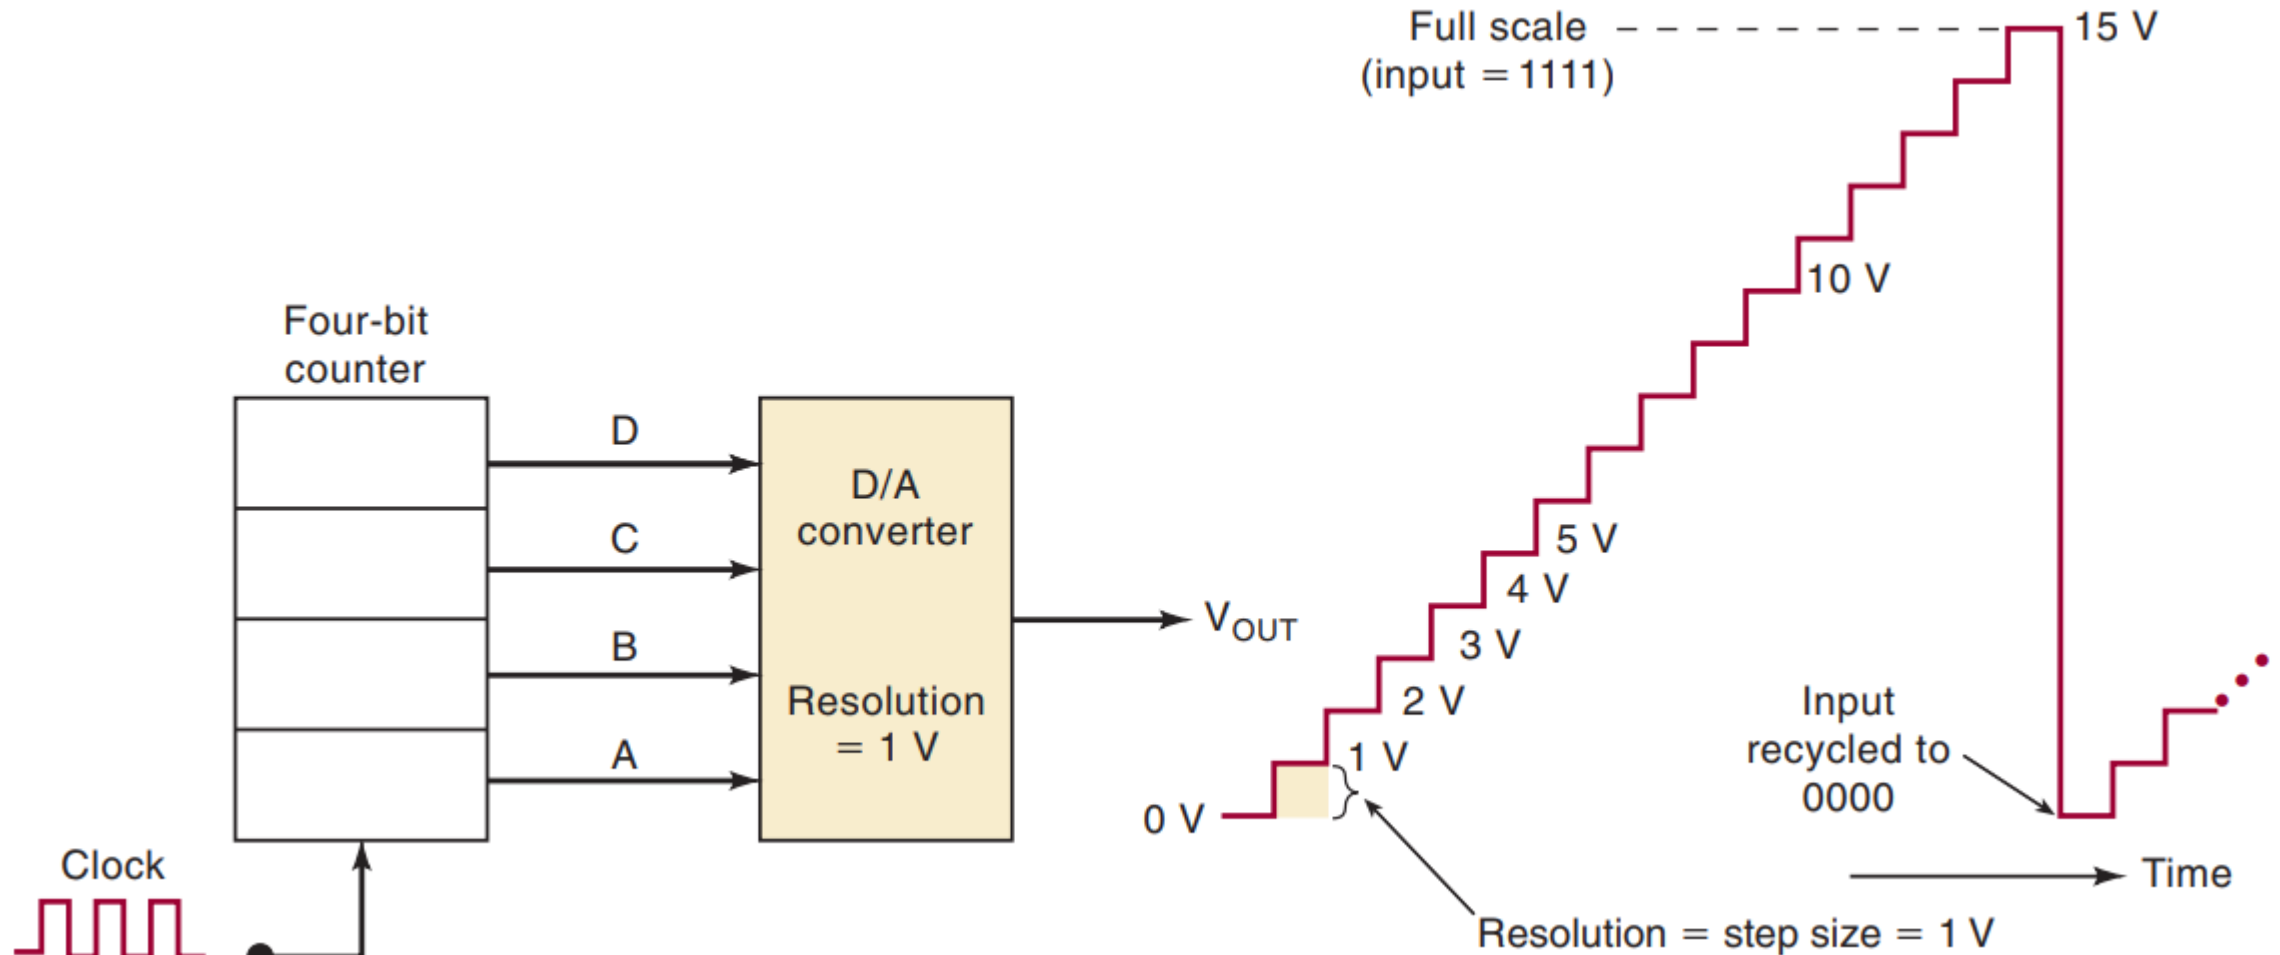 Full scale
(input = 1111)
15 V
10 V
5 V
4 V
3 V
2 V
1 V
0 V
Four-bit
counter
D
C
B
A
D/A
converter
Resolution
= 1 V
VOUT
Clock
Input
recycled to
0000
Time
Resolution = step size = 1 V